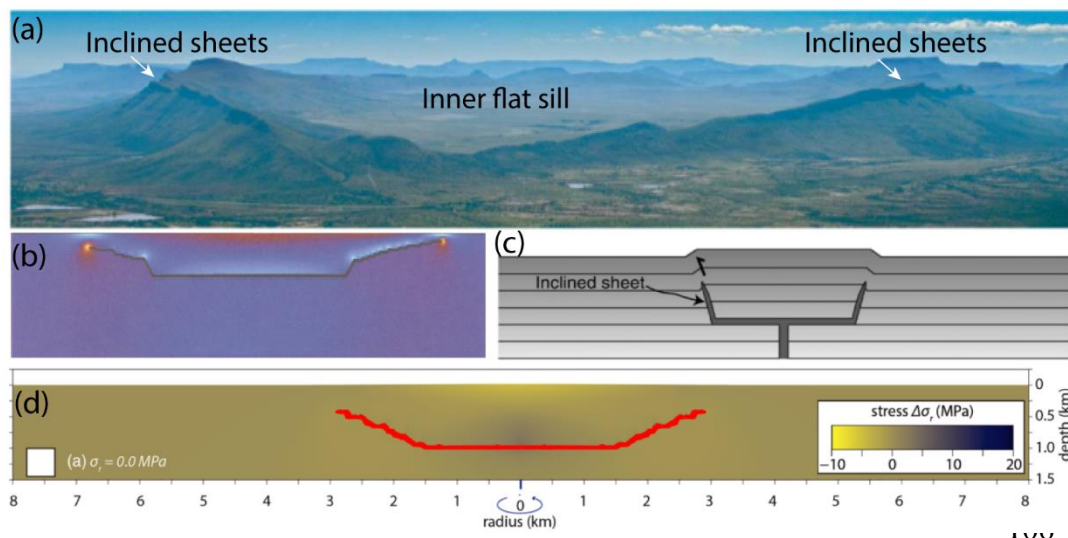 (a)
Inclined sheets
Inclined sheets
Inner flat sill
(b)
(c)
Inclined sheet
(d)
(a) σr = 0.0 MPa
stress Δσr (MPa)
−10 0 10 20
0
0.5
1.0
1.5
depth (km)
8 7 6 5 4 3 2 1 0 1 2 3 4 5 6 7 8
radius (km)